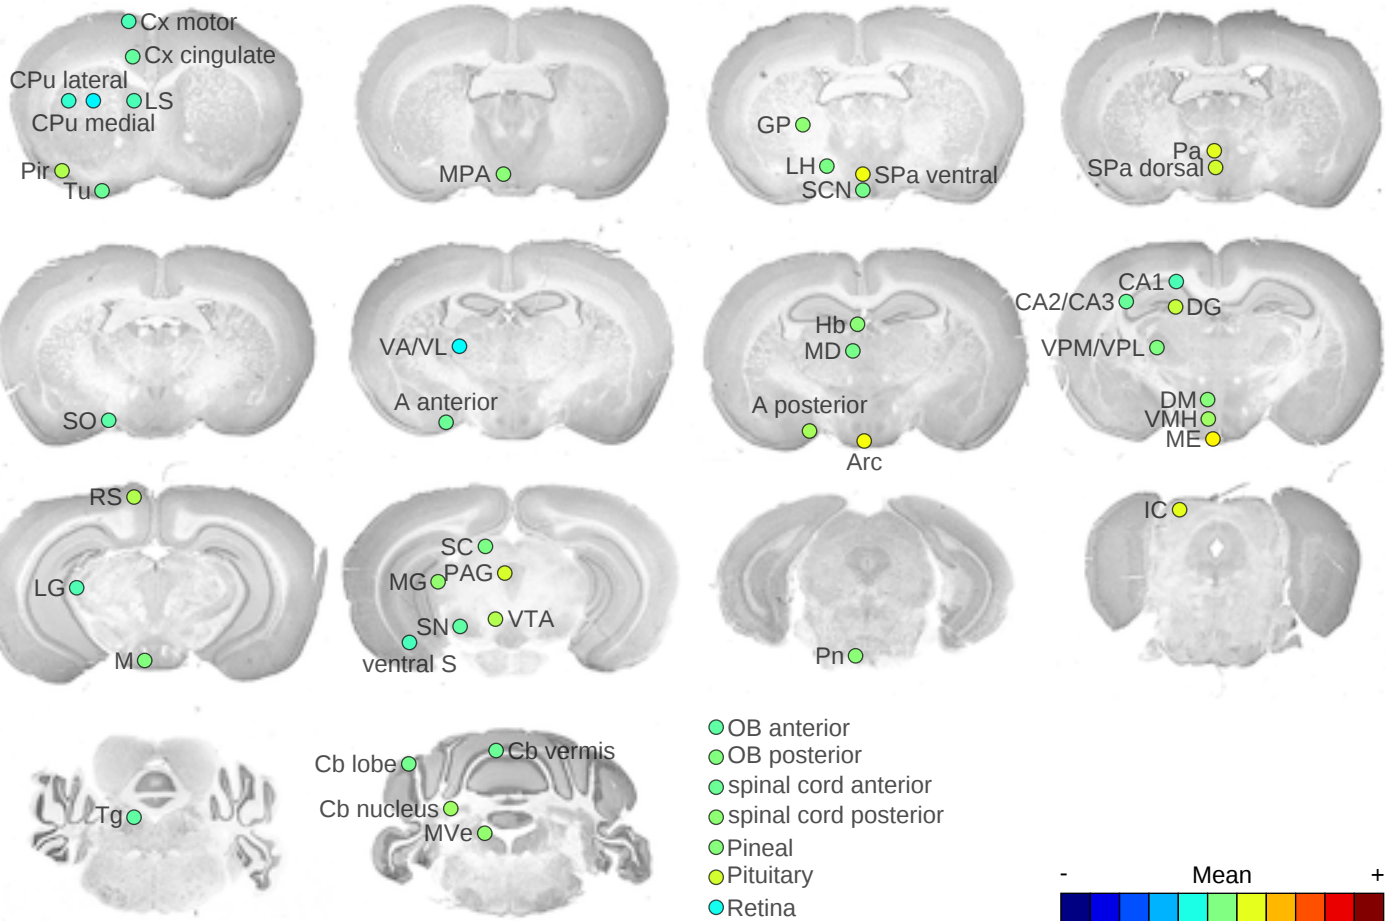 Cx motor
Cx cingulate
CPu lateral
LS
CPu medial
Pir
Tu
MPA
GP
LH
SPa ventral
SCN
Pa
SPa dorsal
SO
VA/VL
A anterior
Hb
MD
A posterior
Arc
CA1
CA2/CA3
DG
VPM/VPL
DM
VMH
ME
RS
LG
M
SC
MG
PAG
SN
VTA
ventral S
Pn
IC
Tg
Cb lobe
Cb vermis
Cb nucleus
MVe
OB anterior
OB posterior
spinal cord anterior
spinal cord posterior
Pineal
Pituitary
Retina
- Mean +